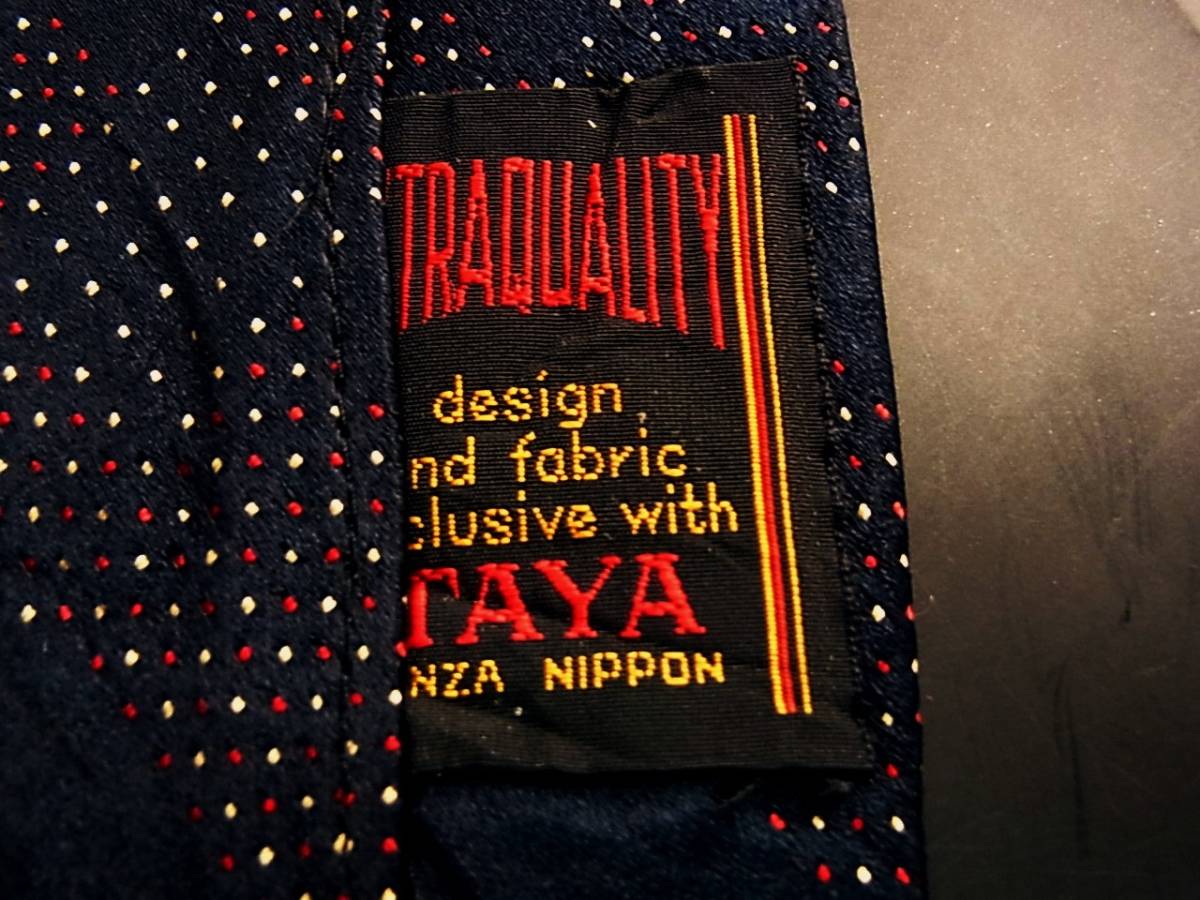 TRAQUALITY
design
nd fabric
clusive with
TAYA
NZA NIPPON